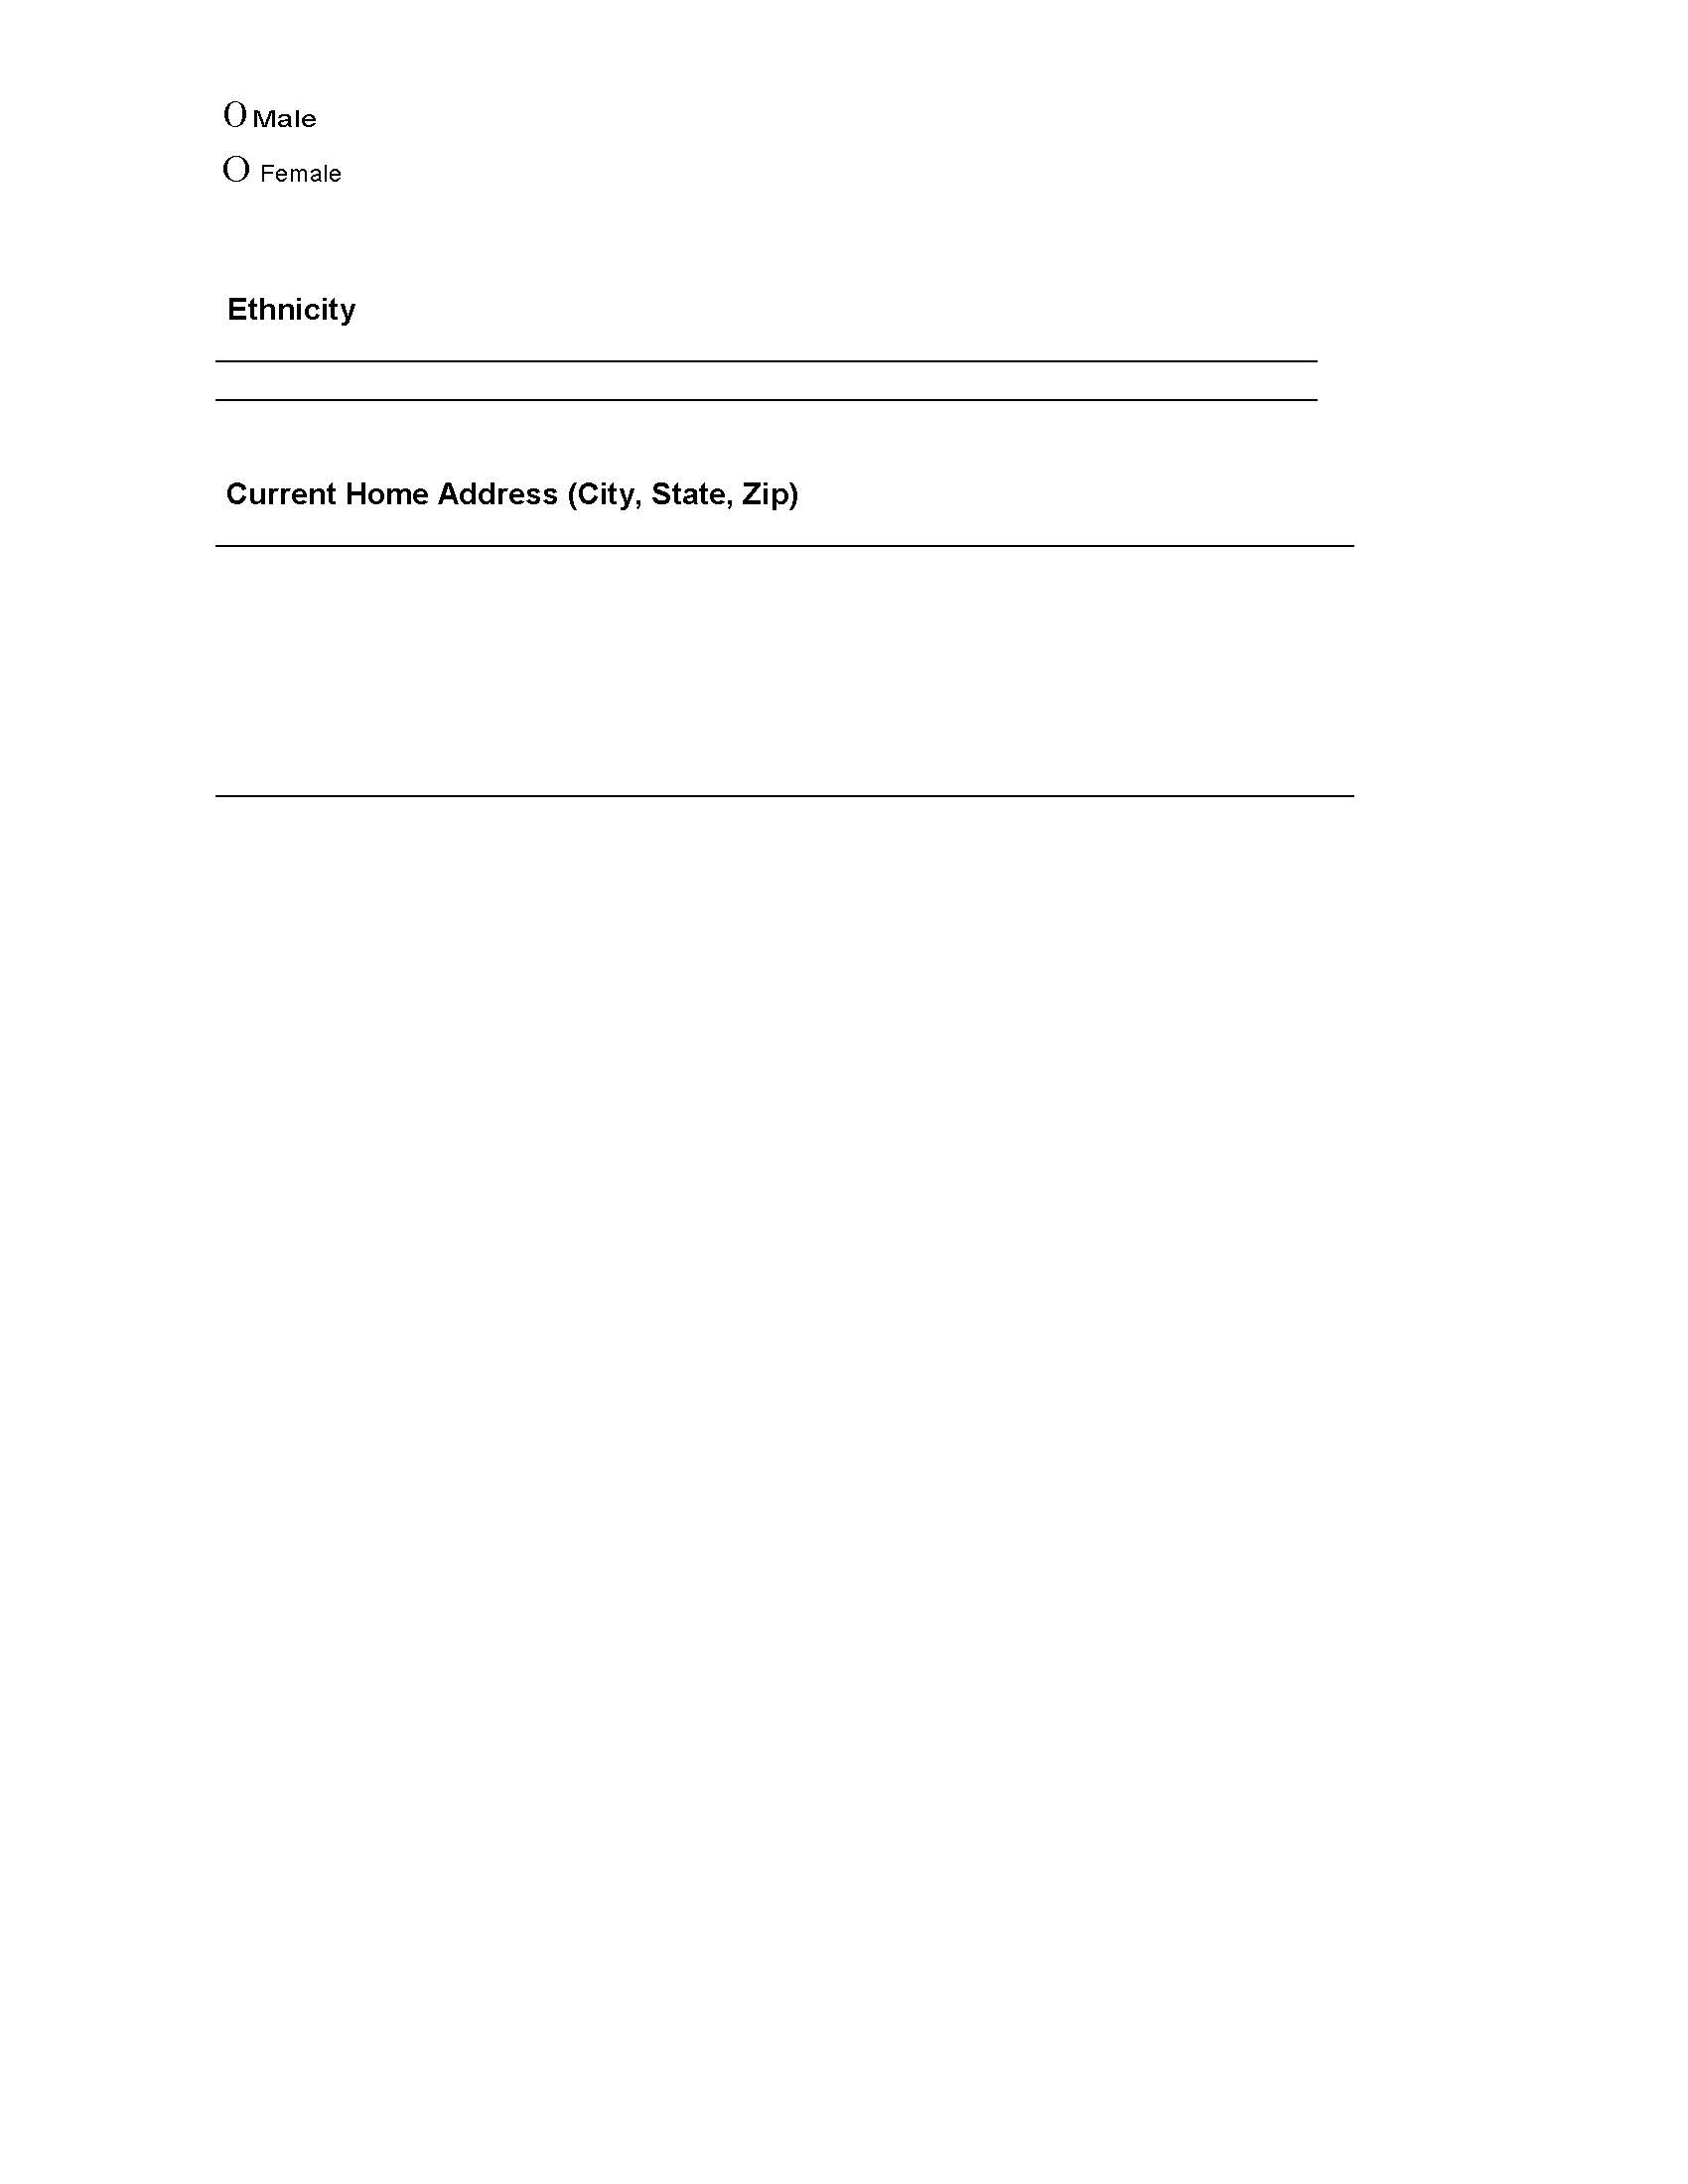 O Male
O Female
Ethnicity
Current Home Address (City, State, Zip)